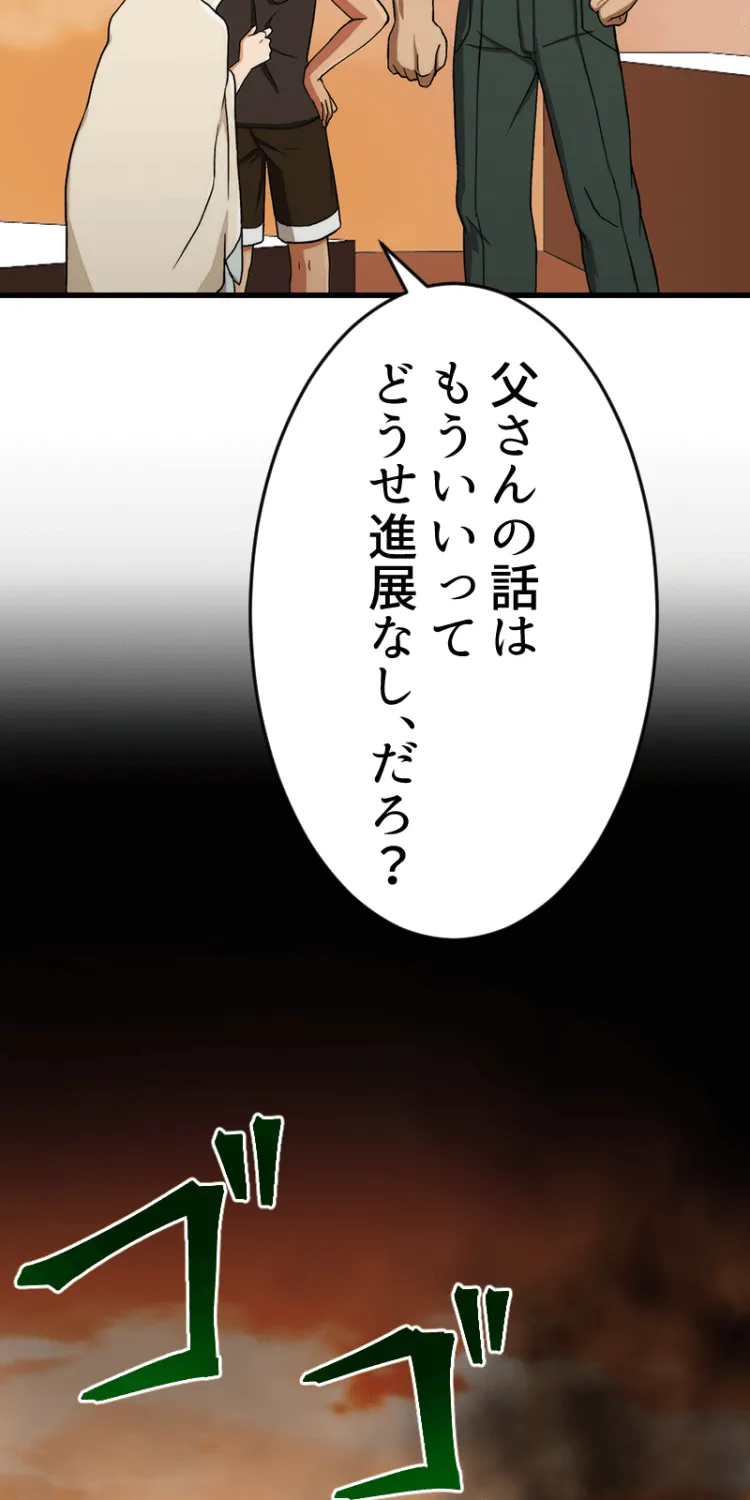 父さんの話は
もういいって
どうせ進展なし、だろ？
ゴ
ゴ